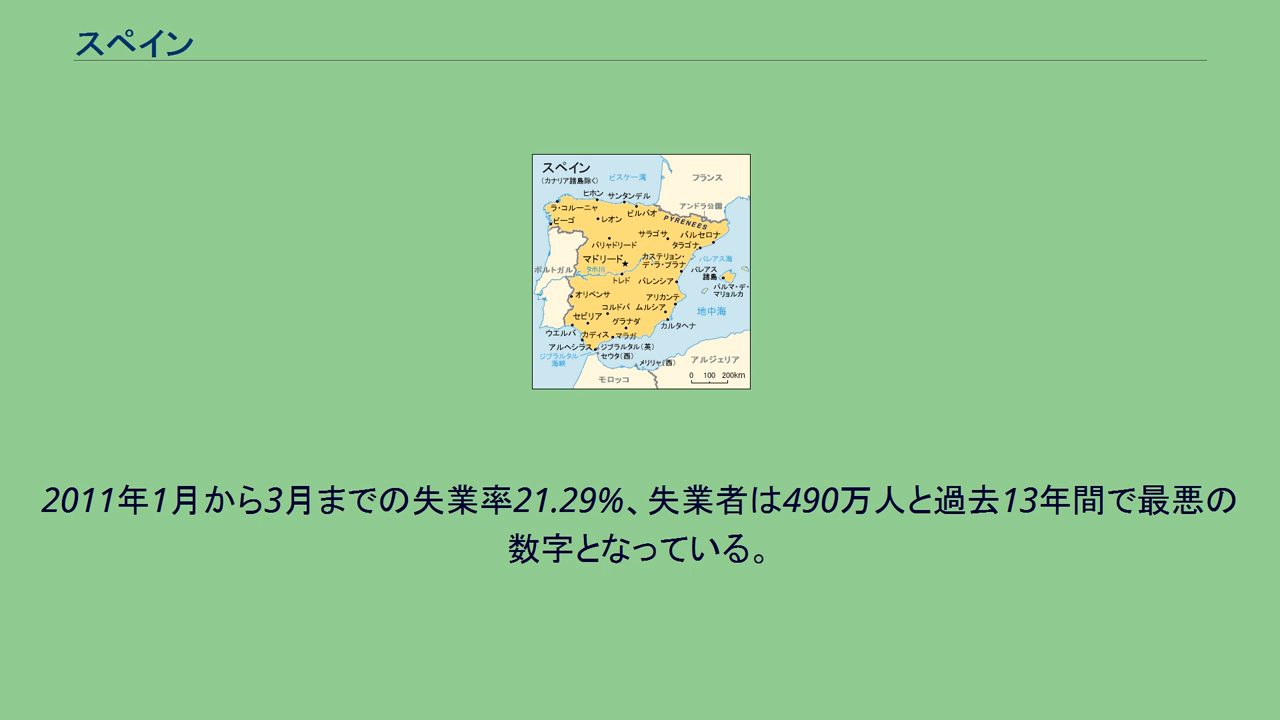 スペイン
スペイン
(カナリア諸島除く)
ビスケー湾
フランス
ヒホン
サンタンデル
アンドラ公国
ラ・コルーニャ
ビルバオ
PYRENEES
ビーゴ
レオン
サラゴサ
バルセロナ
バリャドリード
タラゴナ
マドリード
カステリョン・
デ・ラ・プラナ
バレアス海
ポルトガル
タホ川
バレアス
諸島
トレド
バレンシア
パルマ・デ・
マリョルカ
オリベンサ
アリカンテ
コルドバ
ムルシア
地中海
セビリア
グラナダ
カルタヘナ
ウエルバ
カディス
マラガ
アルヘシラス
ジブラルタル(英)
ジブラルタル
海峡
セウタ(西)
メリリャ(西)
アルジェリア
モロッコ
0 100 200km
2011年1月から3月までの失業率21.29%、失業者は490万人と過去13年間で最悪の
数字となっている。